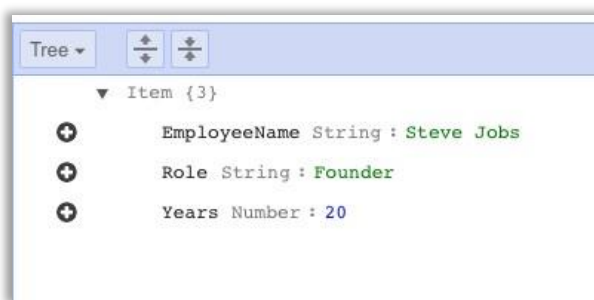 Tree
Item {3}
EmployeeName String : Steve Jobs
Role String : Founder
Years Number : 20